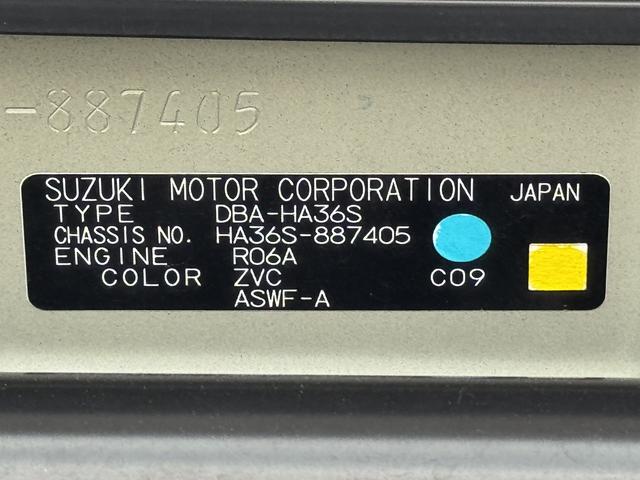 -887405
SUZUKI MOTOR CORPORATION JAPAN
TYPE DBA-HA36S
CHASSIS NO. HA36S-887405
ENGINE R06A
COLOR ZVC C09
ASWF-A